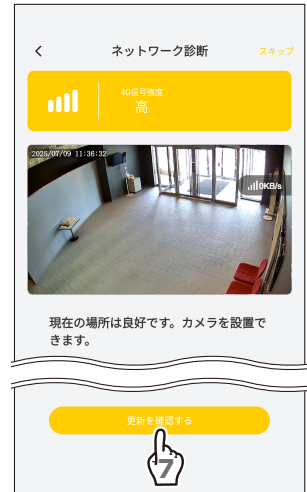 ネットワーク診断
スキップ
4G信号強度
高
2025/07/09 11:36:32
0KB/s
現在の場所は良好です。カメラを設置で
きます。
更新を確認する
7